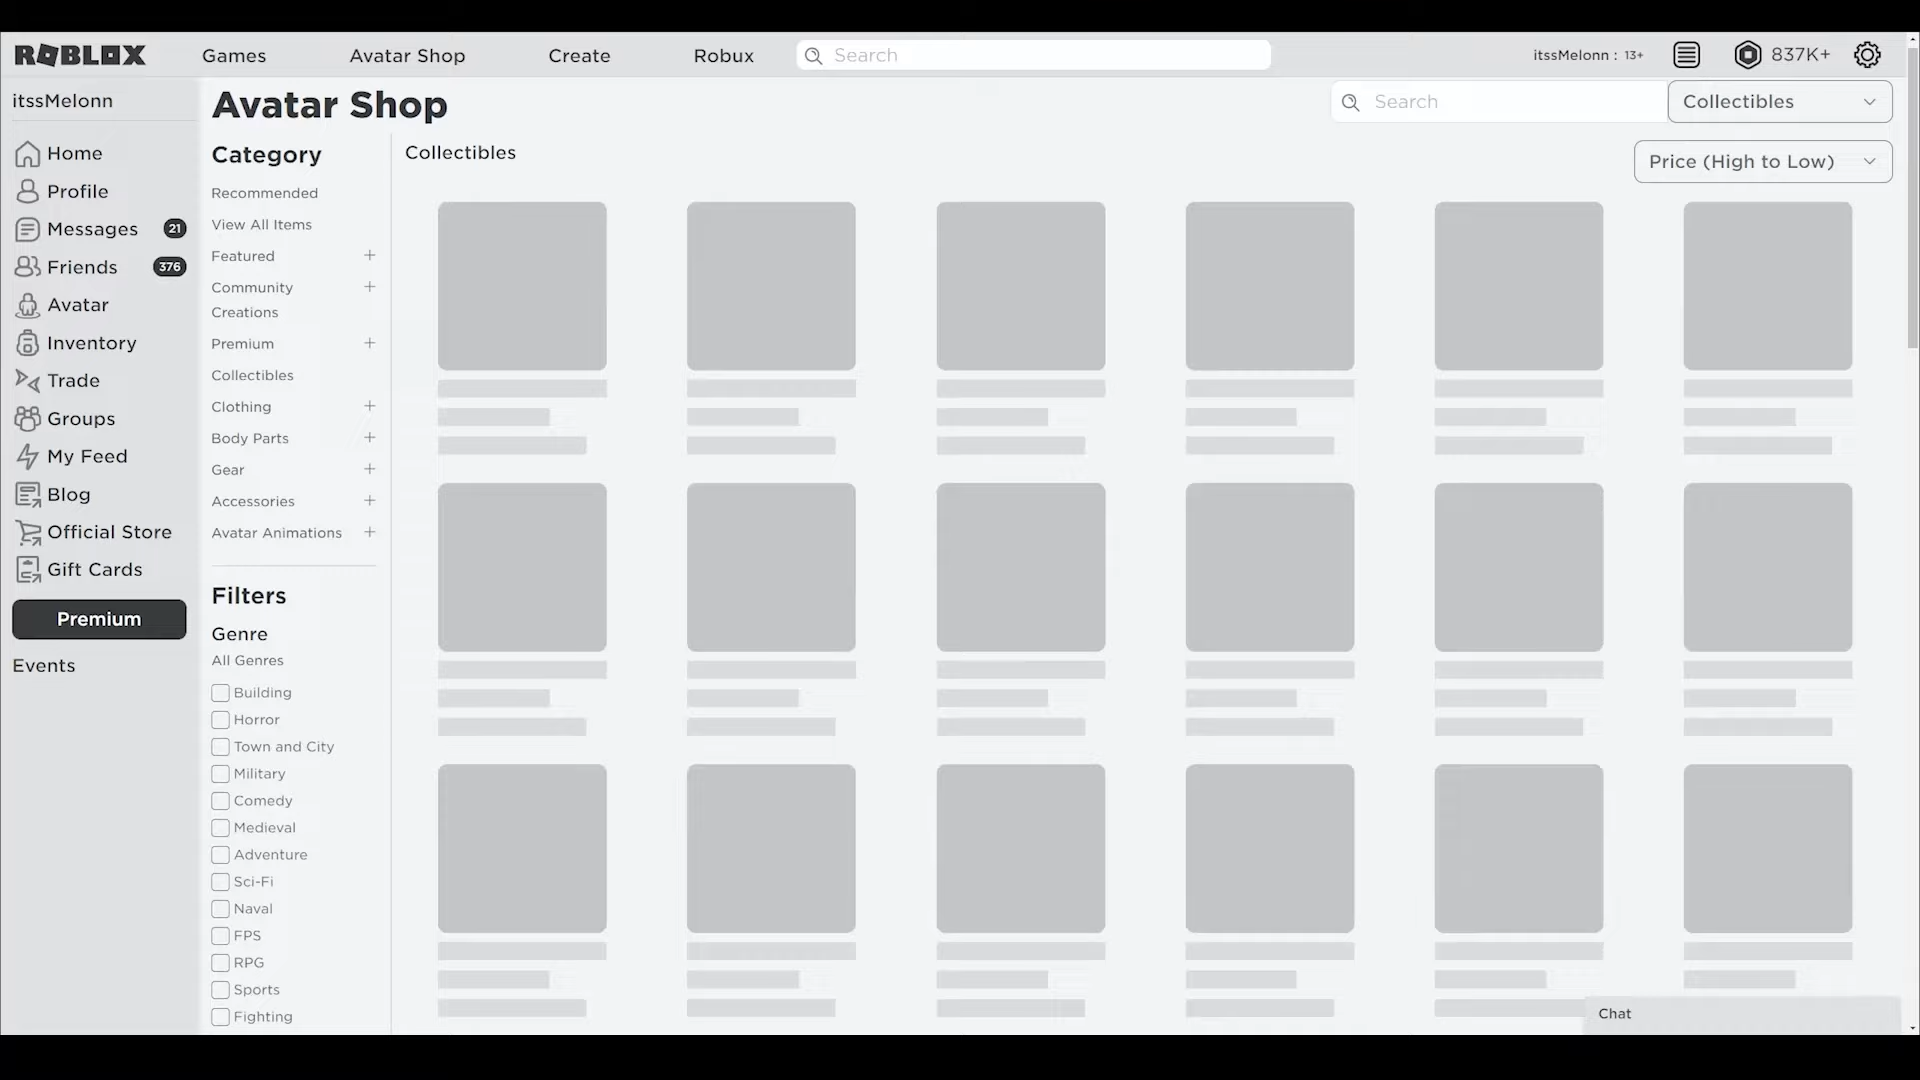 ROBLOX
Games
Avatar Shop
Create
Robux
Search
itssMelonn : 13+
837K+
itssMelonn
Home
Profile
Messages 21
Friends 376
Avatar
Inventory
Trade
Groups
My Feed
Blog
Official Store
Gift Cards
Premium
Events
Avatar Shop
Search
Collectibles
Category
Recommended
View All Items
Featured +
Community +
Creations
Premium +
Collectibles
Clothing +
Body Parts +
Gear +
Accessories +
Avatar Animations +
Filters
Genre
All Genres
Building
Horror
Town and City
Military
Comedy
Medieval
Adventure
Sci-Fi
Naval
FPS
RPG
Sports
Fighting
Collectibles
Price (High to Low)
Chat